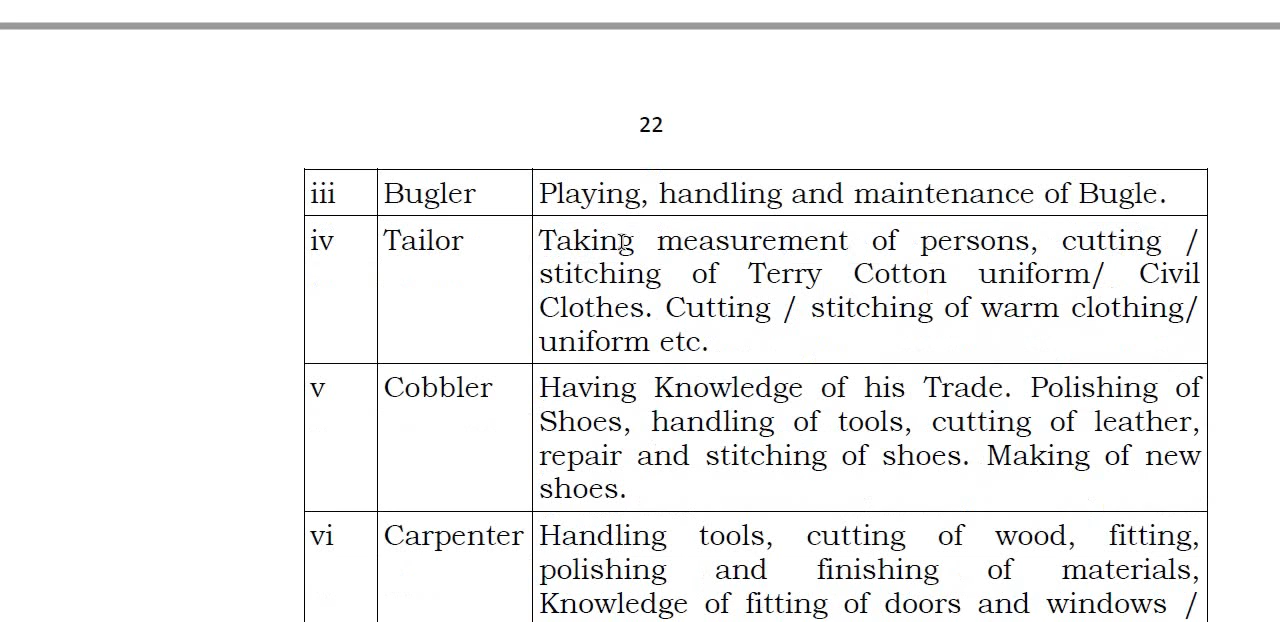 22
iii Bugler Playing, handling and maintenance of Bugle.
iv Tailor Taking measurement of persons, cutting /
stitching of Terry Cotton uniform/ Civil
Clothes. Cutting / stitching of warm clothing/
uniform etc.
v Cobbler Having Knowledge of his Trade. Polishing of
Shoes, handling of tools, cutting of leather,
repair and stitching of shoes. Making of new
shoes.
vi Carpenter Handling tools, cutting of wood, fitting,
polishing and finishing of materials,
Knowledge of fitting of doors and windows /